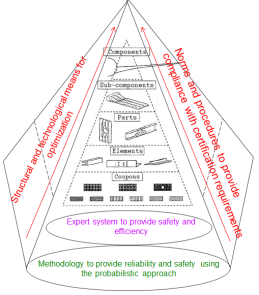 Components
Sub-components
Parts
Elements
Coupons
Structural and technological means for
optimization
Norms and procedures to provide
compliance with certification requirements
Expert system to provide safety and
efficiency
Methodology to provide reliability and safety using
the probabilistic approach